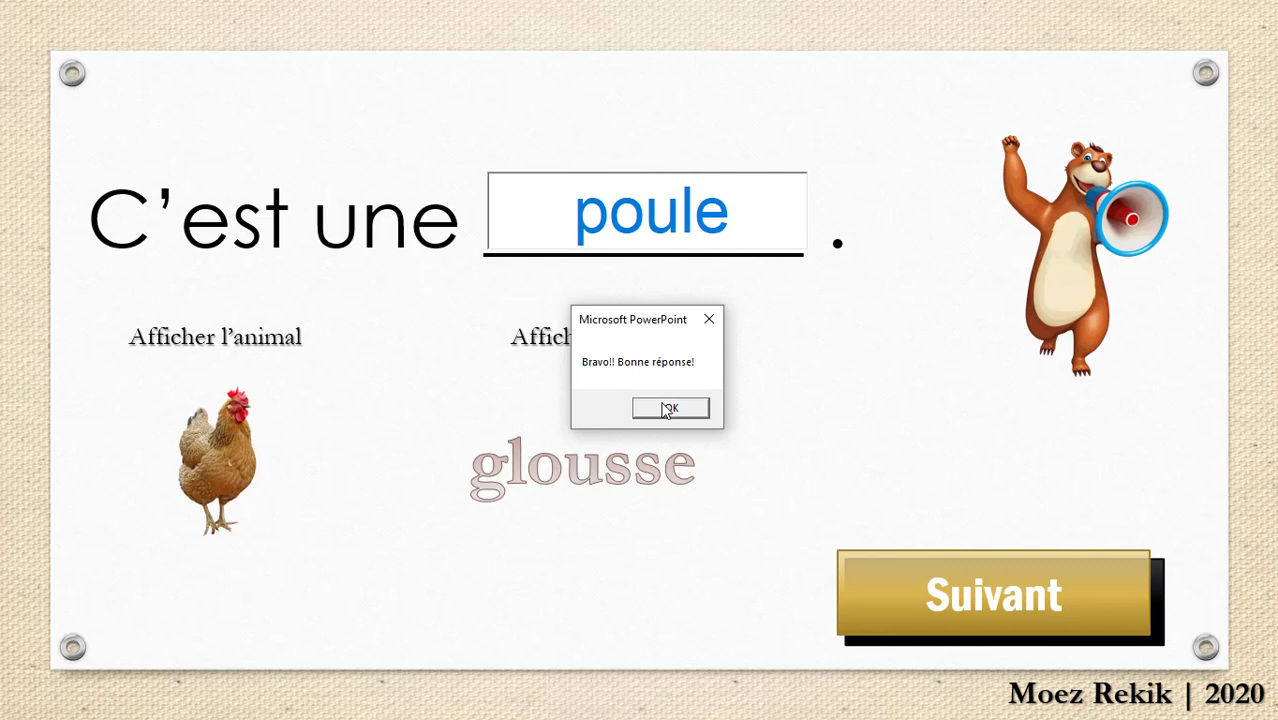 C’est une poule .
Afficher l’animal
Affich
Microsoft PowerPoint
Bravo!! Bonne réponse!
OK
glousse
Suivant
Moez Rekik | 2020